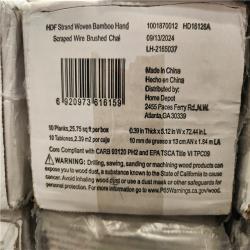 HDF Strand Woven Bamboo Hand
Scraped Wire Brushed Chai
1001870012 HD16126A
09/13/2024
LH-2165037
Made in China
Hecho en China
Distributed by:
Distribuido por:
Home Depot
2455 Paces Ferry Rd.,N.W.
Atlanta,GA30339
6 920973 616159
10 Planks,25.75 sq.ft per box
10 Tablones, 2.39 m2 per caja
0.39 In Thick x 5.12 In W x 72.44 In L
10 mm de grueso x 13 cm AN x 1.84 m LA
Core Compliant with CARB 93120 PH2 and EPATSCA Title VI TPC09
WARNING: Drilling, sawing, sanding or machining wood products can
expose you to wood dust, a substance known to the State of California to cause
cancer. Avoid inhaling wood dust or use a dust mask or other safeguards for
personal protection. For more information go to www.P65Warnings.ca.gov/wood.